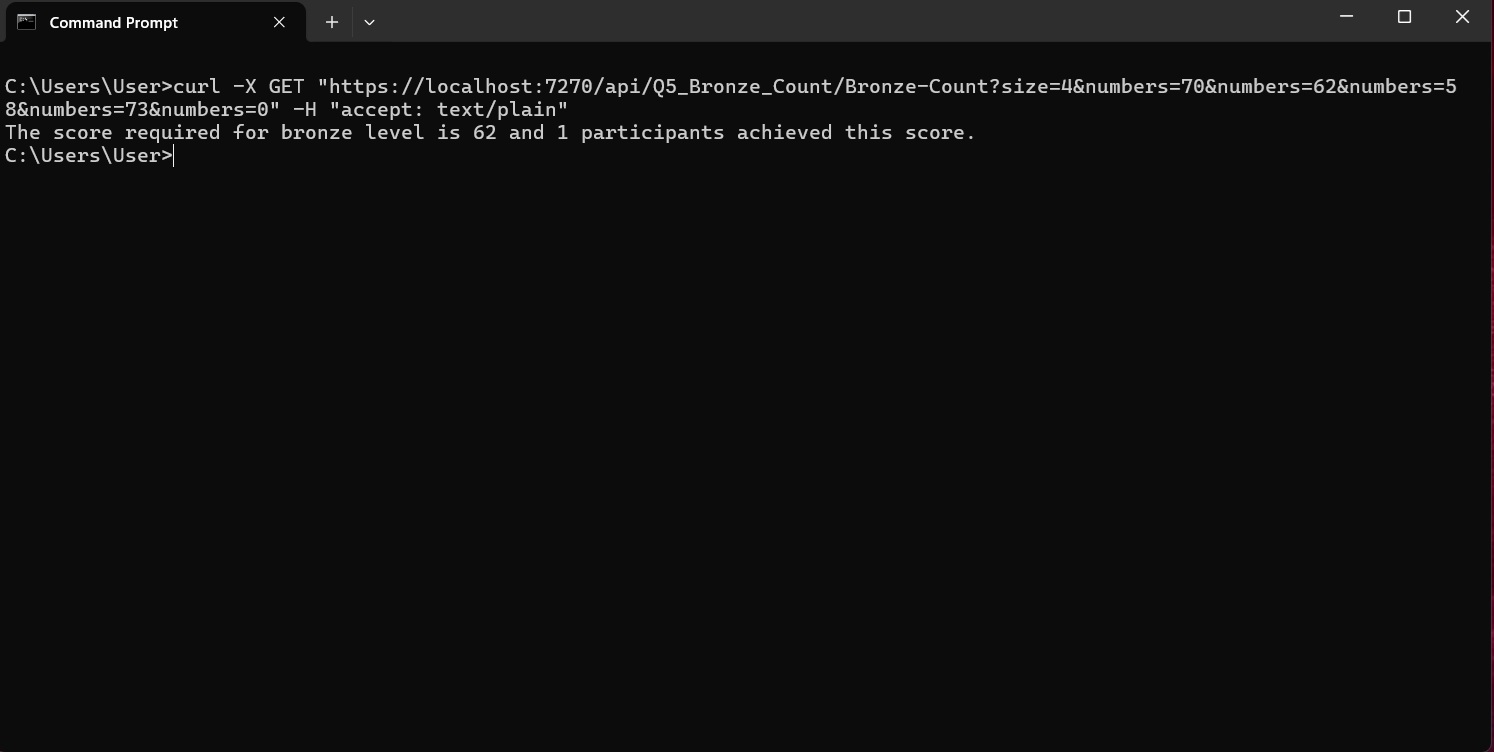 Command Prompt
C:\Users\User>curl -X GET "https://localhost:7270/api/Q5_Bronze_Count/Bronze-Count?size=4&numbers=70&numbers=62&numbers=5
8&numbers=73&numbers=0" -H "accept: text/plain"
The score required for bronze level is 62 and 1 participants achieved this score.
C:\Users\User>